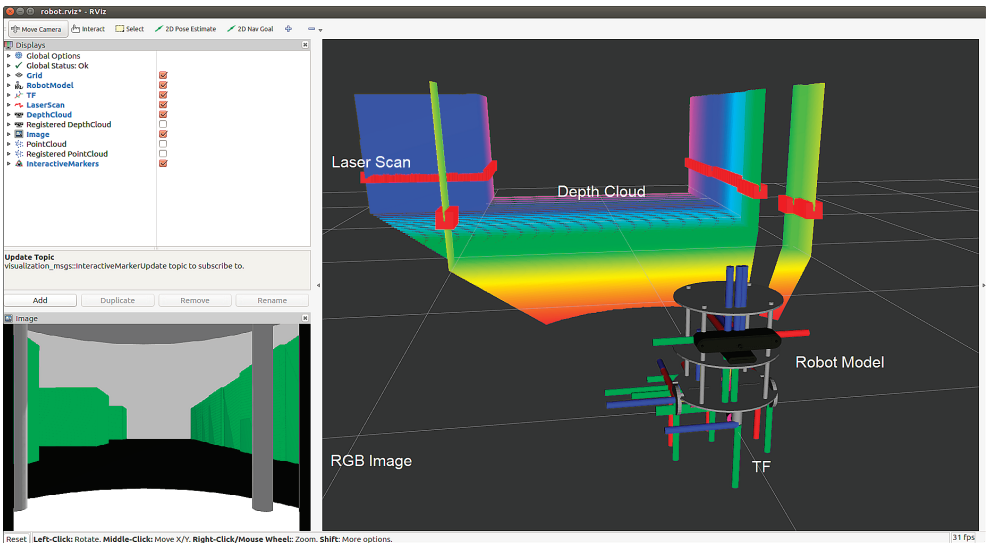 robot.rviz* - RViz
Move Camera Interact Select 2D Pose Estimate 2D Nav Goal
Displays
Global Options
Global Status: Ok
Grid
RobotModel
TF
LaserScan
DepthCloud
Registered DepthCloud
Image
PointCloud
Registered PointCloud
InteractiveMarkers
Update Topic
visualization_msgs::InteractiveMarkerUpdate topic to subscribe to.
Add Duplicate Remove Rename
Image
Laser Scan
Depth Cloud
Robot Model
RGB Image
TF
Reset Left-Click: Rotate. Middle-Click: Move X/Y. Right-Click/Mouse Wheel:: Zoom. Shift: More options. 31 fps